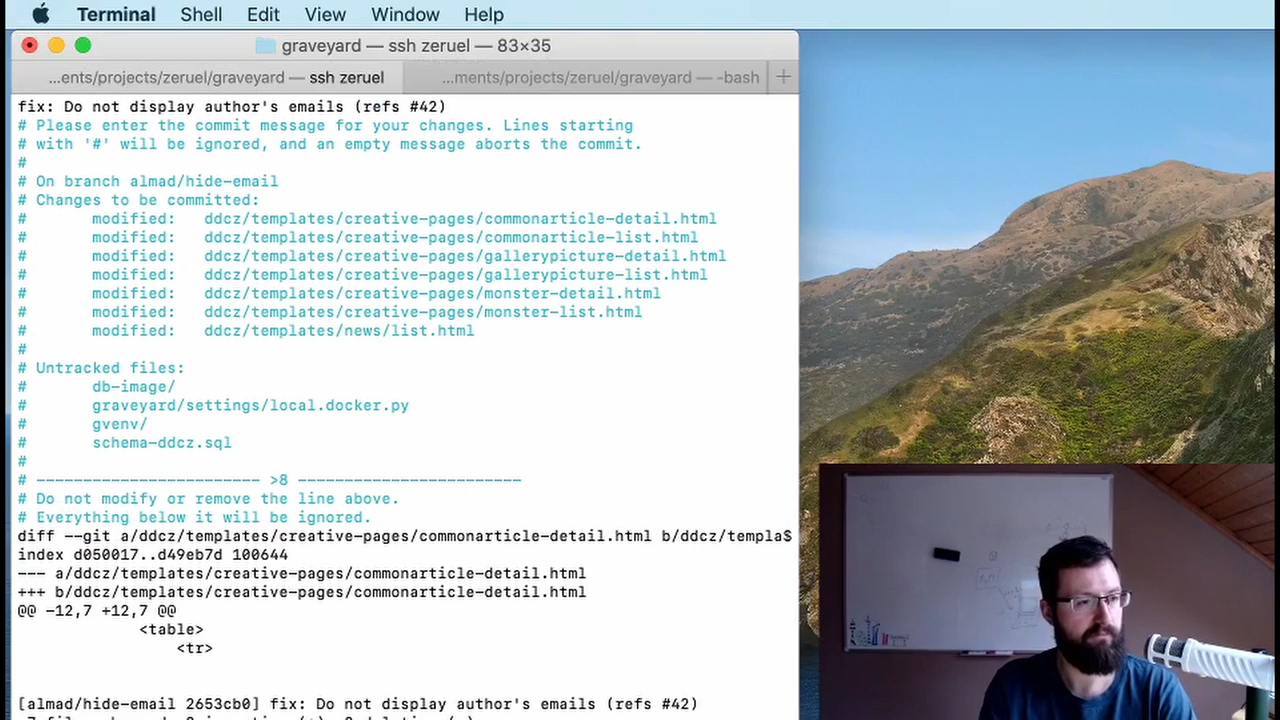 Terminal Shell Edit View Window Help
graveyard — ssh zeruel — 83×35
...ents/projects/zeruel/graveyard — ssh zeruel
...ments/projects/zeruel/graveyard — -bash
fix: Do not display author's emails (refs #42)
# Please enter the commit message for your changes. Lines starting
# with '#' will be ignored, and an empty message aborts the commit.
#
# On branch almad/hide-email
# Changes to be committed:
#       modified:   ddcz/templates/creative-pages/commonarticle-detail.html
#       modified:   ddcz/templates/creative-pages/commonarticle-list.html
#       modified:   ddcz/templates/creative-pages/gallerypicture-detail.html
#       modified:   ddcz/templates/creative-pages/gallerypicture-list.html
#       modified:   ddcz/templates/creative-pages/monster-detail.html
#       modified:   ddcz/templates/creative-pages/monster-list.html
#       modified:   ddcz/templates/news/list.html
#
# Untracked files:
#       db-image/
#       graveyard/settings/local.docker.py
#       gvenv/
#       schema-ddcz.sql
#
# ------------------------ >8 ------------------------
# Do not modify or remove the line above.
# Everything below it will be ignored.
diff --git a/ddcz/templates/creative-pages/commonarticle-detail.html b/ddcz/templa$
index d050017..d49eb7d 100644
--- a/ddcz/templates/creative-pages/commonarticle-detail.html
+++ b/ddcz/templates/creative-pages/commonarticle-detail.html
@@ -12,7 +12,7 @@
<table>
<tr>
[almad/hide-email 2653cb0] fix: Do not display author's emails (refs #42)